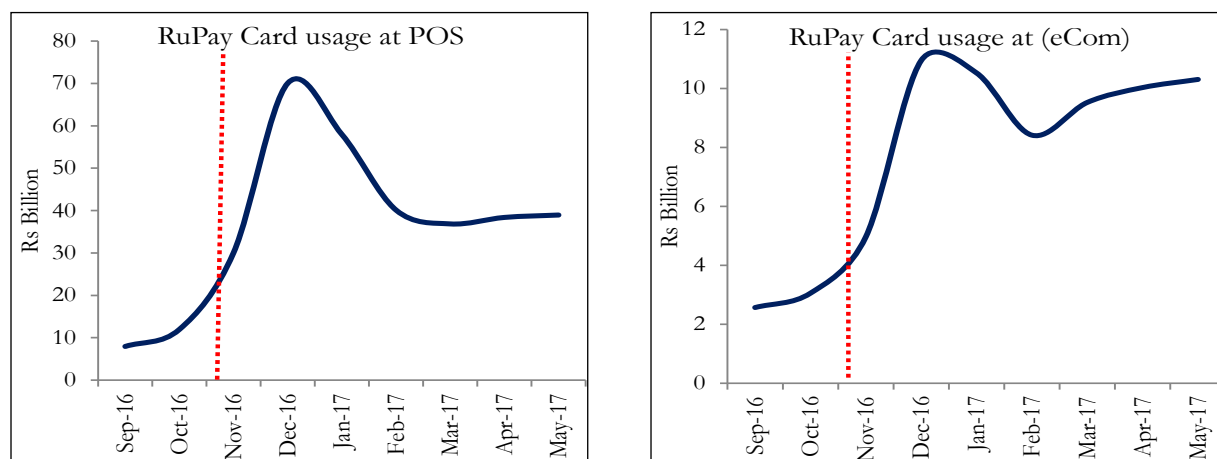 RuPay Card usage at POS
Rs Billion
80
70
60
50
40
30
20
10
0
Sep-16
Oct-16
Nov-16
Dec-16
Jan-17
Feb-17
Mar-17
Apr-17
May-17
RuPay Card usage at (eCom)
Rs Billion
12
10
8
6
4
2
0
Sep-16
Oct-16
Nov-16
Dec-16
Jan-17
Feb-17
Mar-17
Apr-17
May-17